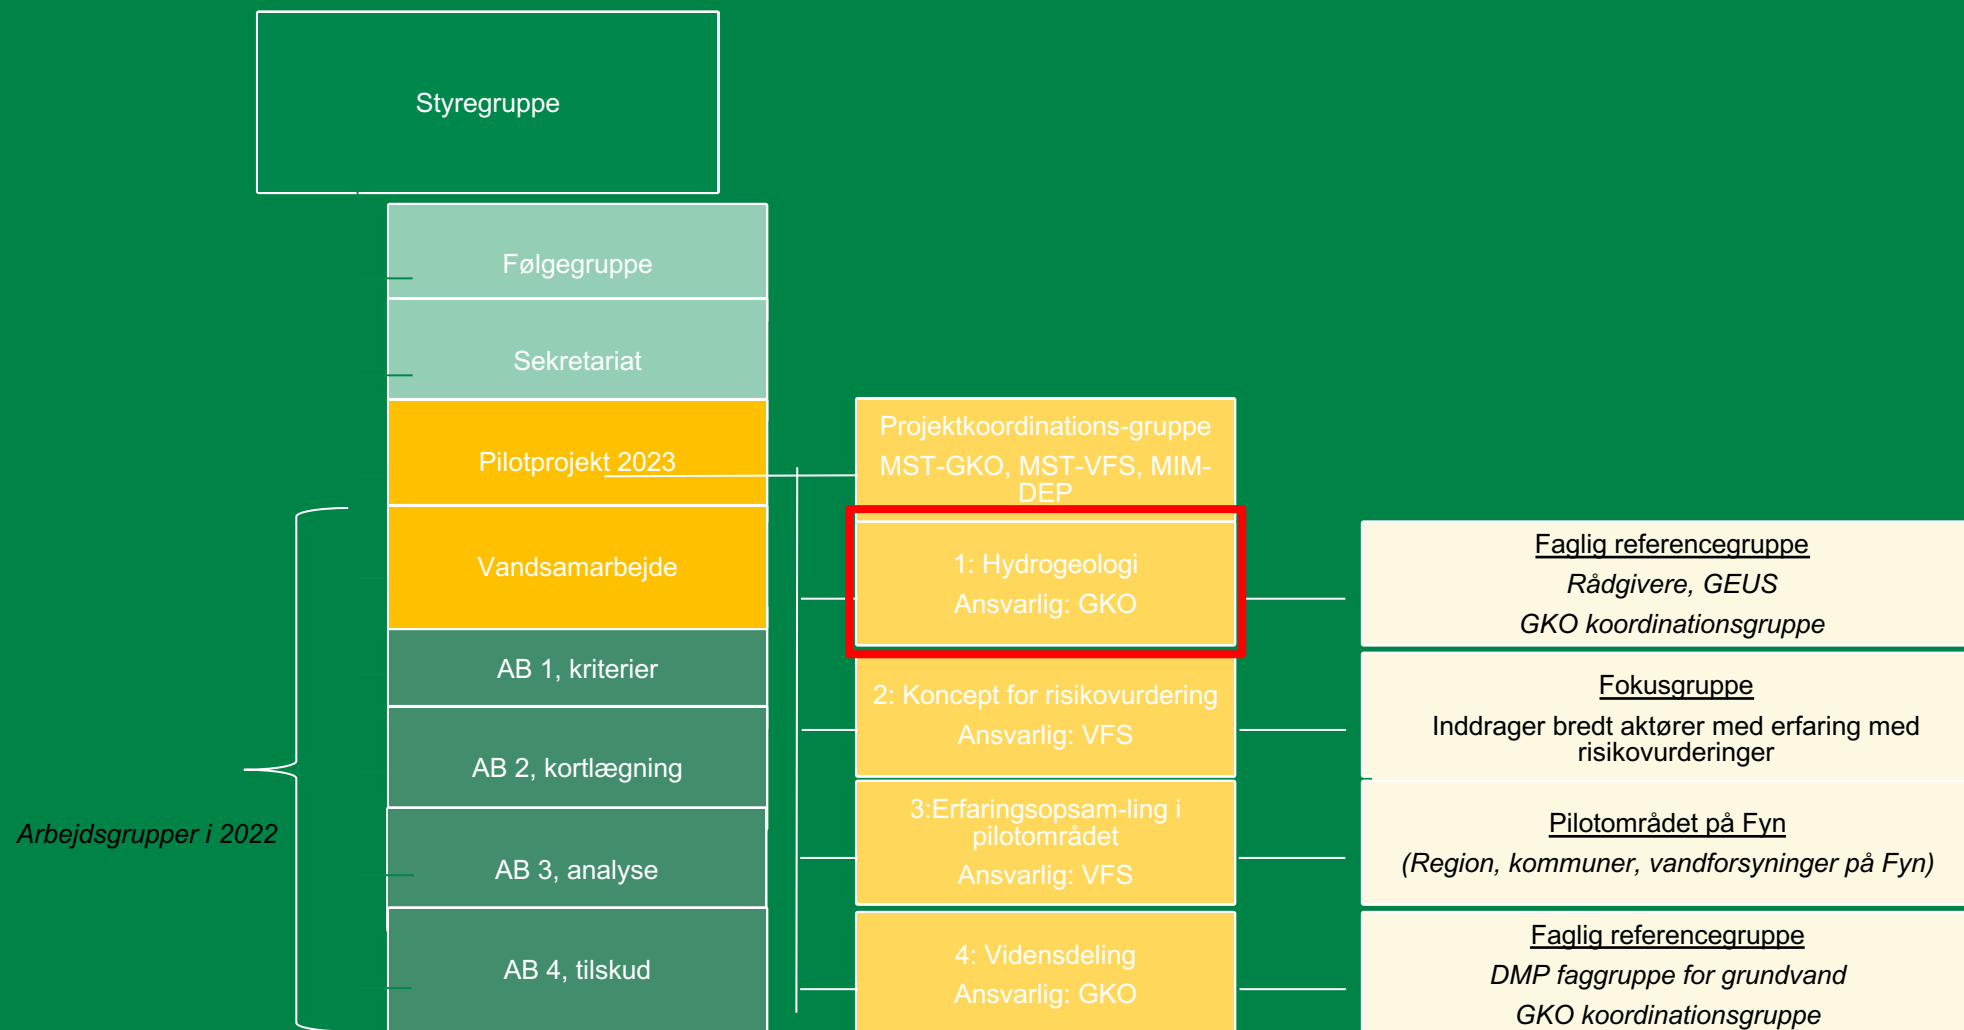 Styregruppe
Følgegruppe
Sekretariat
Pilotprojekt 2023
Vandsamarbejde
AB 1, kriterier
AB 2, kortlægning
AB 3, analyse
AB 4, tilskud
Arbejdsgrupper i 2022
Projektkoordinations-gruppe
MST-GKO, MST-VFS, MIM-
DEP
1: Hydrogeologi
Ansvarlig: GKO
2: Koncept for risikovurdering
Ansvarlig: VFS
3:Erfaringsopsam-ling i
pilotområdet
Ansvarlig: VFS
4: Vidensdeling
Ansvarlig: GKO
Faglig referencegruppe
Rådgivere, GEUS
GKO koordinationsgruppe
Fokusgruppe
Inddrager bredt aktører med erfaring med
risikovurderinger
Pilotområdet på Fyn
(Region, kommuner, vandforsyninger på Fyn)
Faglig referencegruppe
DMP faggruppe for grundvand
GKO koordinationsgruppe